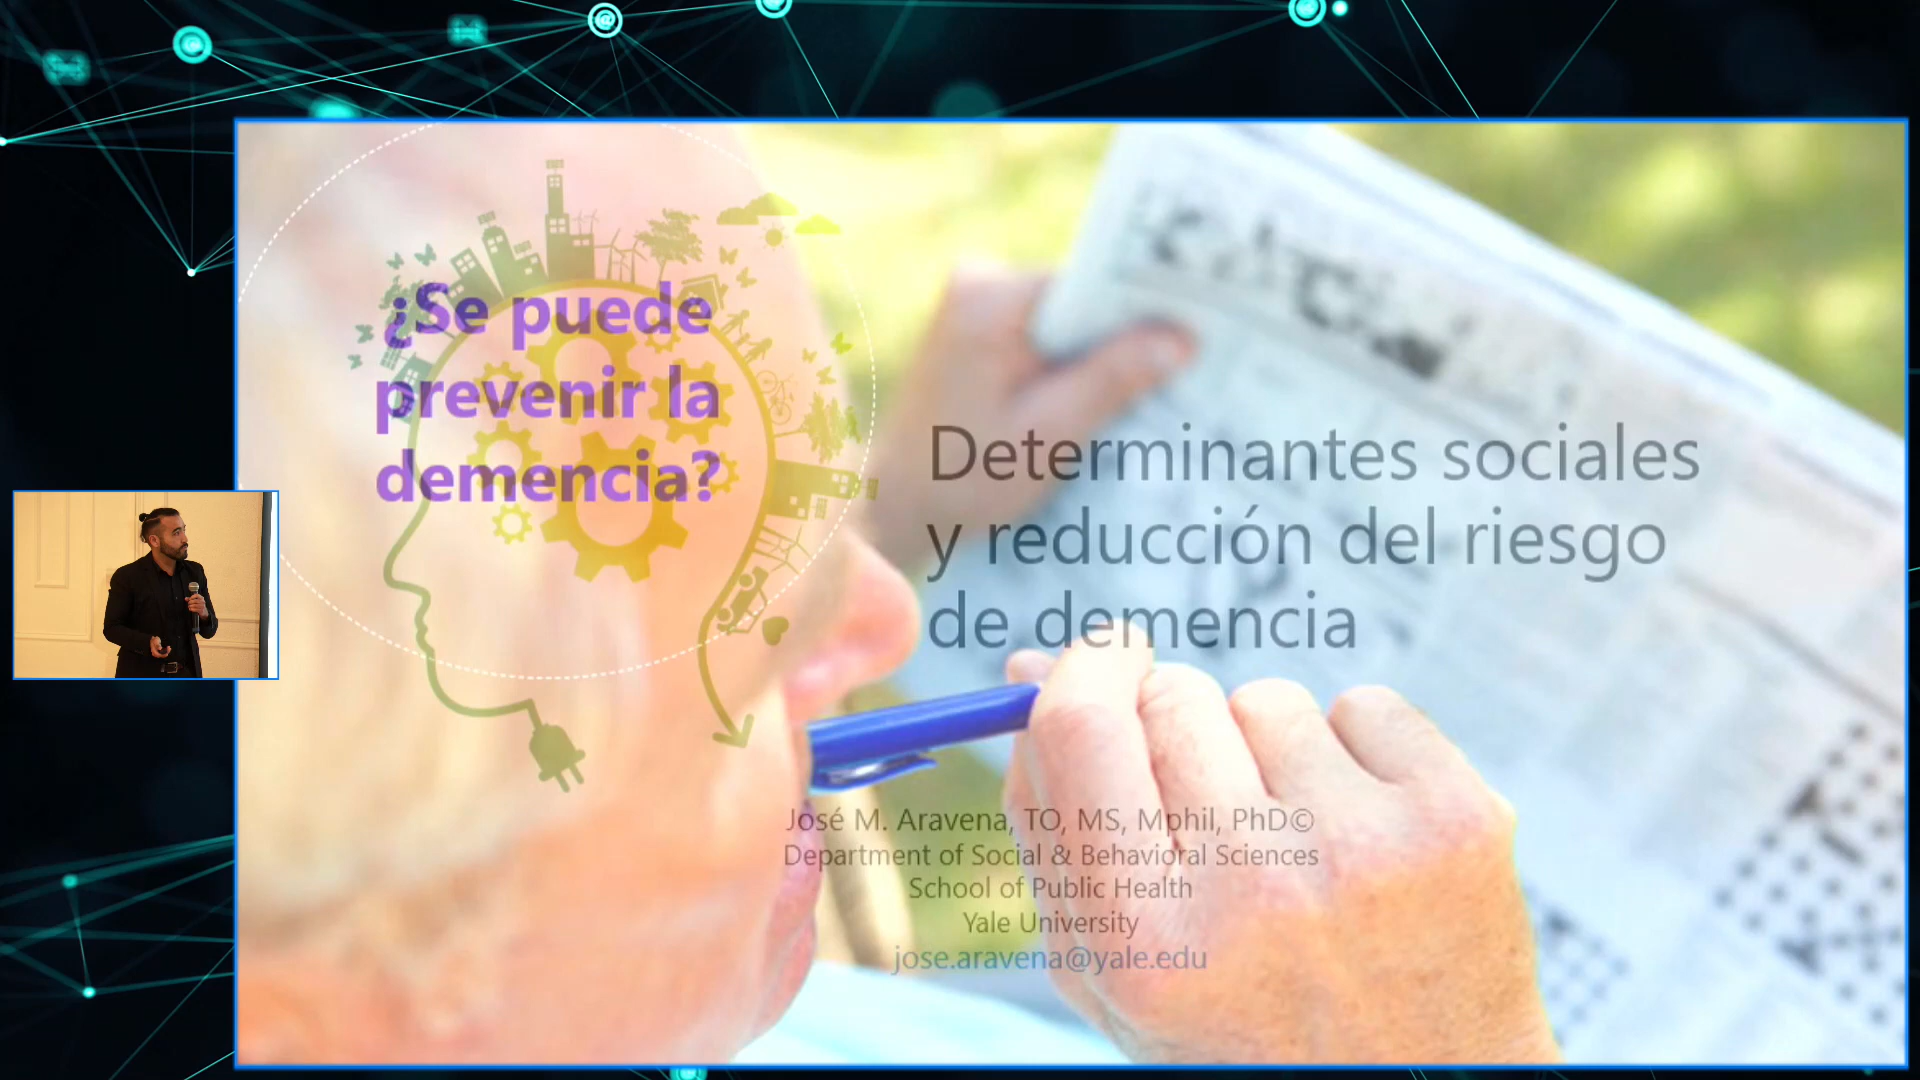 ¿Se puede
prevenir la
demencia?
Determinantes sociales
y reducción del riesgo
de demencia
José M. Aravena, TO, MS, Mphil, PhD©
Department of Social & Behavioral Sciences
School of Public Health
Yale University
jose.aravena@yale.edu